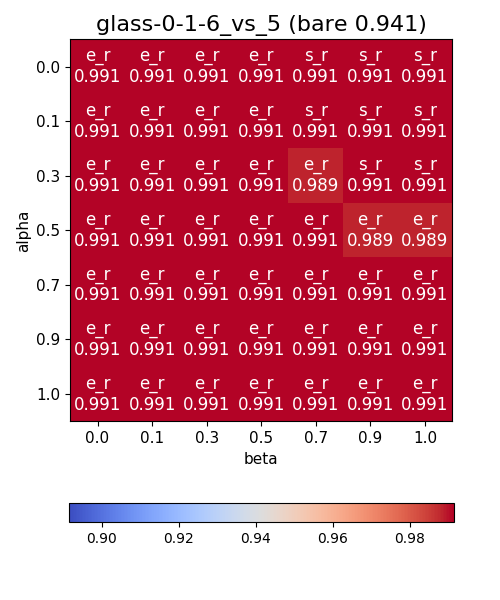 glass-0-1-6_vs_5 (bare 0.941)
0.0
e_r e_r e_r e_r s_r s_r s_r
0.991 0.991 0.991 0.991 0.991 0.991 0.991
0.1
e_r e_r e_r e_r s_r s_r s_r
0.991 0.991 0.991 0.991 0.991 0.991 0.991
0.3
e_r e_r e_r e_r e_r s_r s_r
0.991 0.991 0.991 0.991 0.989 0.991 0.991
alpha
0.5
e_r e_r e_r e_r e_r e_r e_r
0.991 0.991 0.991 0.991 0.991 0.989 0.989
0.7
e_r e_r e_r e_r e_r e_r e_r
0.991 0.991 0.991 0.991 0.991 0.991 0.991
0.9
e_r e_r e_r e_r e_r e_r e_r
0.991 0.991 0.991 0.991 0.991 0.991 0.991
1.0
e_r e_r e_r e_r e_r e_r e_r
0.991 0.991 0.991 0.991 0.991 0.991 0.991
0.0 0.1 0.3 0.5 0.7 0.9 1.0
beta
0.90 0.92 0.94 0.96 0.98